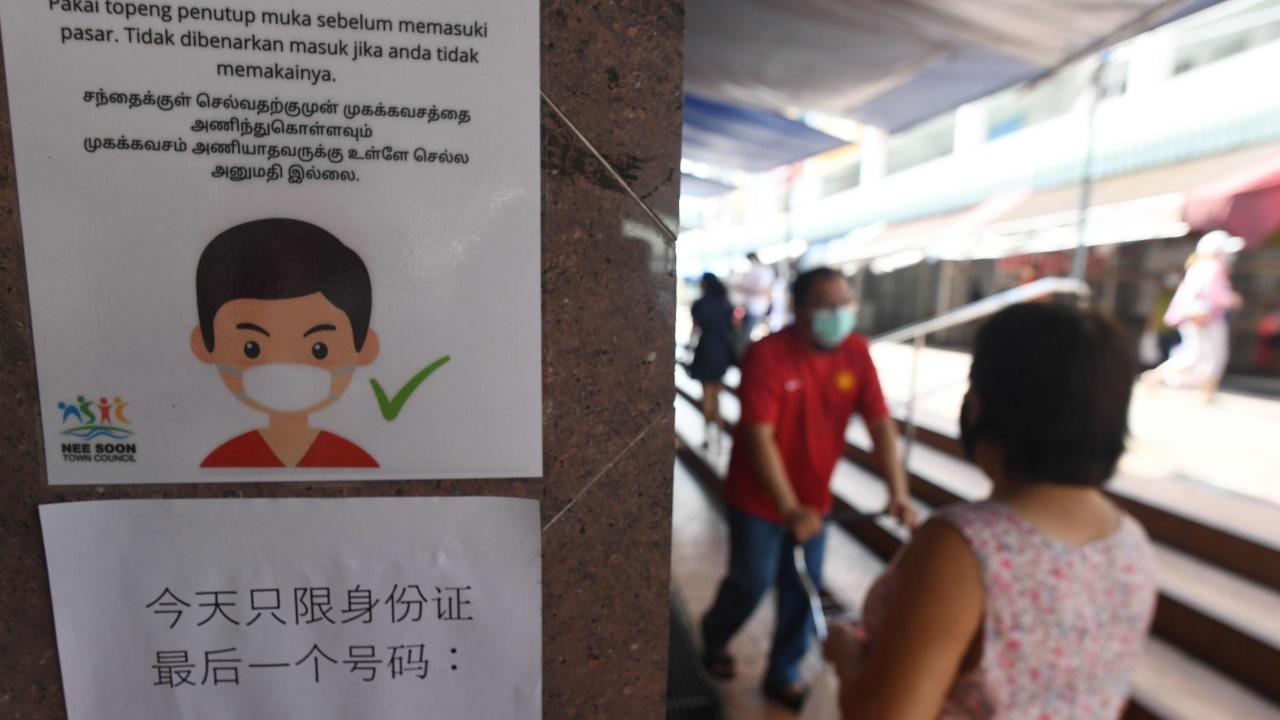 Pakai topeng penutup muka sebelum memasuki
pasar. Tidak dibenarkan masuk jika anda tidak
memakainya.
சந்தைக்குள் செல்வதற்குமுன் முகக்கவசத்தை
அணிந்துகொள்ளவும்
முகக்கவசம் அணியாதவருக்கு உள்ளே செல்ல
அனுமதி இல்லை.
NEE SOON
TOWN COUNCIL
今天只限身份证
最后一个号码：